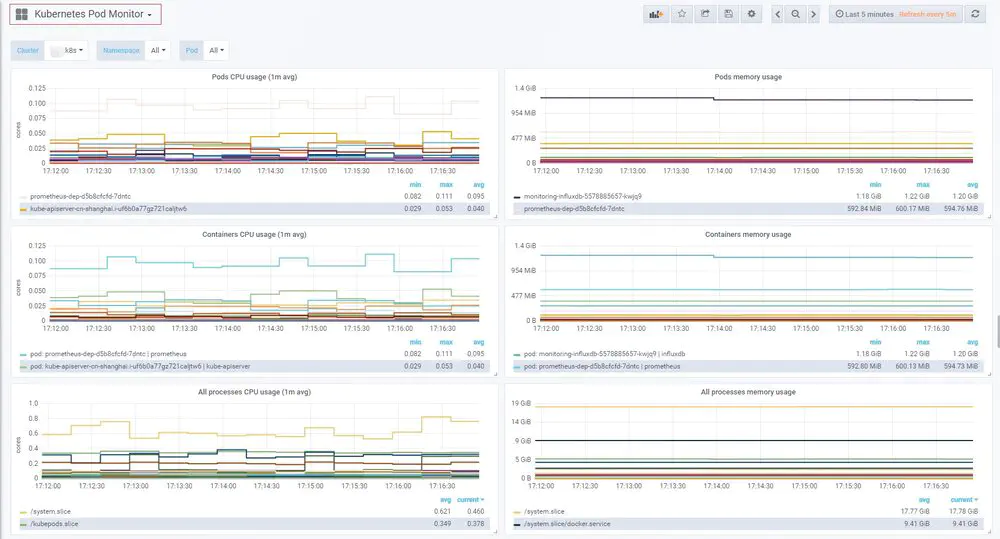 Kubernetes Pod Monitor
Last 5 minutes Refresh every 5m
Cluster k8s Namespace All Pod All
Pods CPU usage (1m avg)
0.125
0.100
0.075
0.050
0.025
0
cores
17:12:00 17:12:30 17:13:00 17:13:30 17:14:00 17:14:30 17:15:00 17:15:30 17:16:00 17:16:30
min max avg
prometheus-dep-d5b8cfcfd-7dntc 0.082 0.111 0.095
kube-apiserver-cn-shanghai.i-uf6b0a77gz721caljtw6 0.029 0.053 0.040
Pods memory usage
1.4 GiB
954 MiB
477 MiB
0 B
17:12:00 17:12:30 17:13:00 17:13:30 17:14:00 17:14:30 17:15:00 17:15:30 17:16:00 17:16:30
min max avg
monitoring-influxdb-5578885657-kwjq9 1.18 GiB 1.22 GiB 1.20 GiB
prometheus-dep-d5b8cfcfd-7dntc 592.84 MiB 600.17 MiB 594.76 MiB
Containers CPU usage (1m avg)
0.125
0.100
0.075
0.050
0.025
0
cores
17:12:00 17:12:30 17:13:00 17:13:30 17:14:00 17:14:30 17:15:00 17:15:30 17:16:00 17:16:30
min max avg
pod: prometheus-dep-d5b8cfcfd-7dntc | prometheus 0.082 0.111 0.095
pod: kube-apiserver-cn-shanghai.i-uf6b0a77gz721caljtw6 | kube-apiserver 0.029 0.053 0.040
Containers memory usage
1.4 GiB
954 MiB
477 MiB
0 B
17:12:00 17:12:30 17:13:00 17:13:30 17:14:00 17:14:30 17:15:00 17:15:30 17:16:00 17:16:30
min max avg
pod: monitoring-influxdb-5578885657-kwjq9 | influxdb 1.18 GiB 1.22 GiB 1.20 GiB
pod: prometheus-dep-d5b8cfcfd-7dntc | prometheus 592.80 MiB 600.13 MiB 594.73 MiB
All processes CPU usage (1m avg)
1.0
0.8
0.6
0.4
0.2
0
cores
17:12:00 17:12:30 17:13:00 17:13:30 17:14:00 17:14:30 17:15:00 17:15:30 17:16:00 17:16:30
avg current
/system.slice 0.621 0.460
/kubepods.slice 0.349 0.378
All processes memory usage
19 GiB
14 GiB
9 GiB
5 GiB
0 B
17:12:00 17:12:30 17:13:00 17:13:30 17:14:00 17:14:30 17:15:00 17:15:30 17:16:00 17:16:30
avg current
/system.slice 17.77 GiB 17.78 GiB
/system.slice/docker.service 9.41 GiB 9.41 GiB